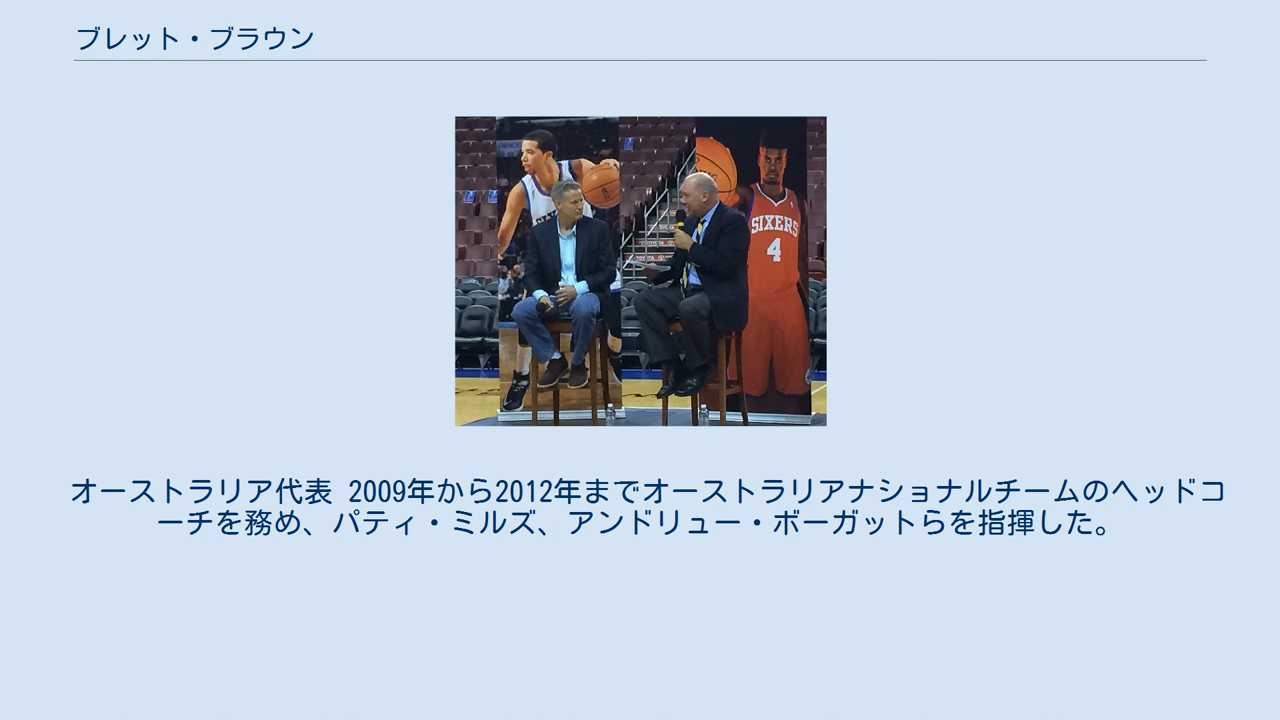 ブレット・ブラウン
SIXERS
4
TOYOTA
オーストラリア代表 2009年から2012年までオーストラリアナショナルチームのヘッドコ
ーチを務め、パティ・ミルズ、アンドリュー・ボーガットらを指揮した。